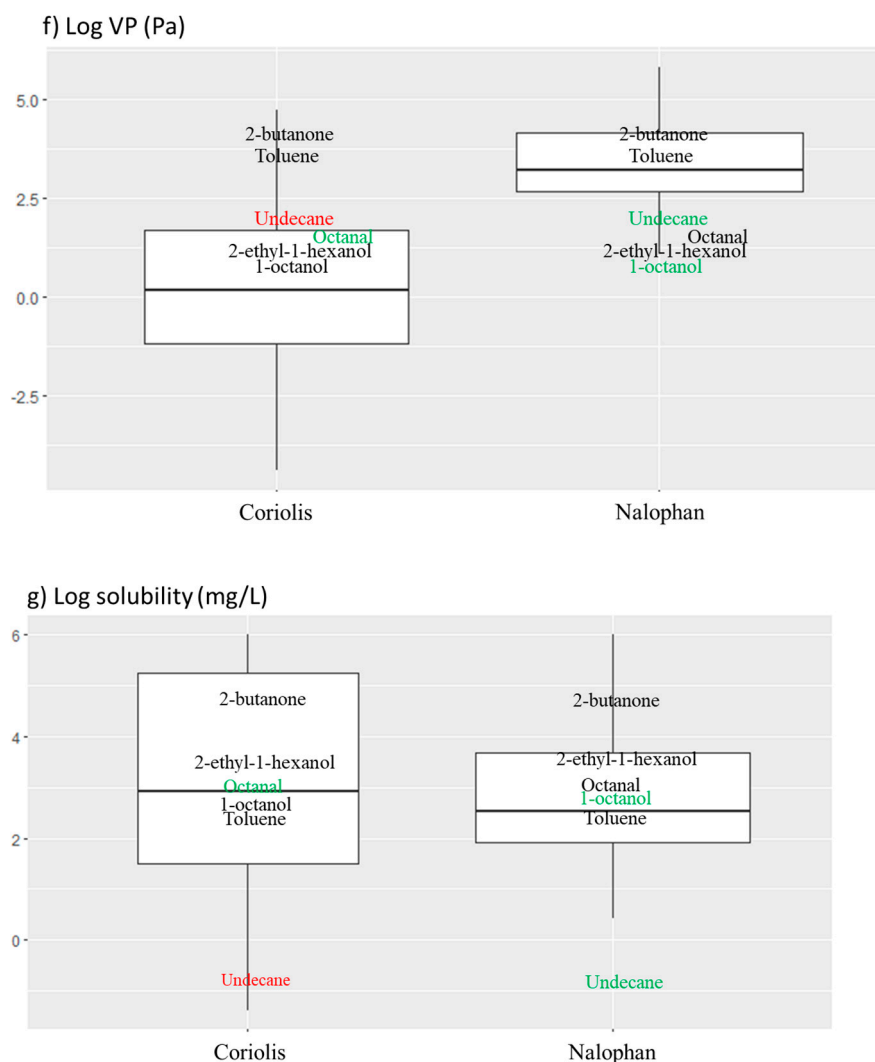 f) Log VP (Pa)
5.0
2.5
0.0
-2.5
2-butanone
Toluene
Undecane
Octanal
2-ethyl-1-hexanol
1-octanol
2-butanone
Toluene
Undecane
Octanal
2-ethyl-1-hexanol
1-octanol
Coriolis
Nalophan
g) Log solubility (mg/L)
6
4
2
0
2-butanone
2-ethyl-1-hexanol
Octanal
1-octanol
Toluene
Undecane
2-butanone
2-ethyl-1-hexanol
Octanal
1-octanol
Toluene
Undecane
Coriolis
Nalophan